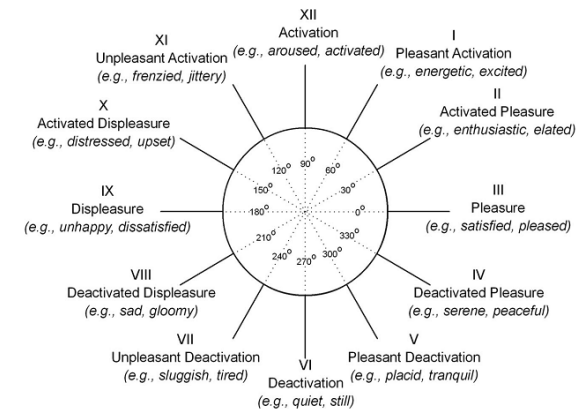 XII
Activation
(e.g., aroused, activated)
I
Pleasant Activation
(e.g., energetic, excited)
II
Activated Pleasure
(e.g., enthusiastic, elated)
III
Pleasure
(e.g., satisfied, pleased)
IV
Deactivated Pleasure
(e.g., serene, peaceful)
V
Pleasant Deactivation
(e.g., placid, tranquil)
VI
Deactivation
(e.g., quiet, still)
VII
Unpleasant Deactivation
(e.g., sluggish, tired)
VIII
Deactivated Displeasure
(e.g., sad, gloomy)
IX
Displeasure
(e.g., unhappy, dissatisfied)
X
Activated Displeasure
(e.g., distressed, upset)
XI
Unpleasant Activation
(e.g., frenzied, jittery)
90°
60°
30°
0°
330°
300°
270°
240°
210°
180°
150°
120°